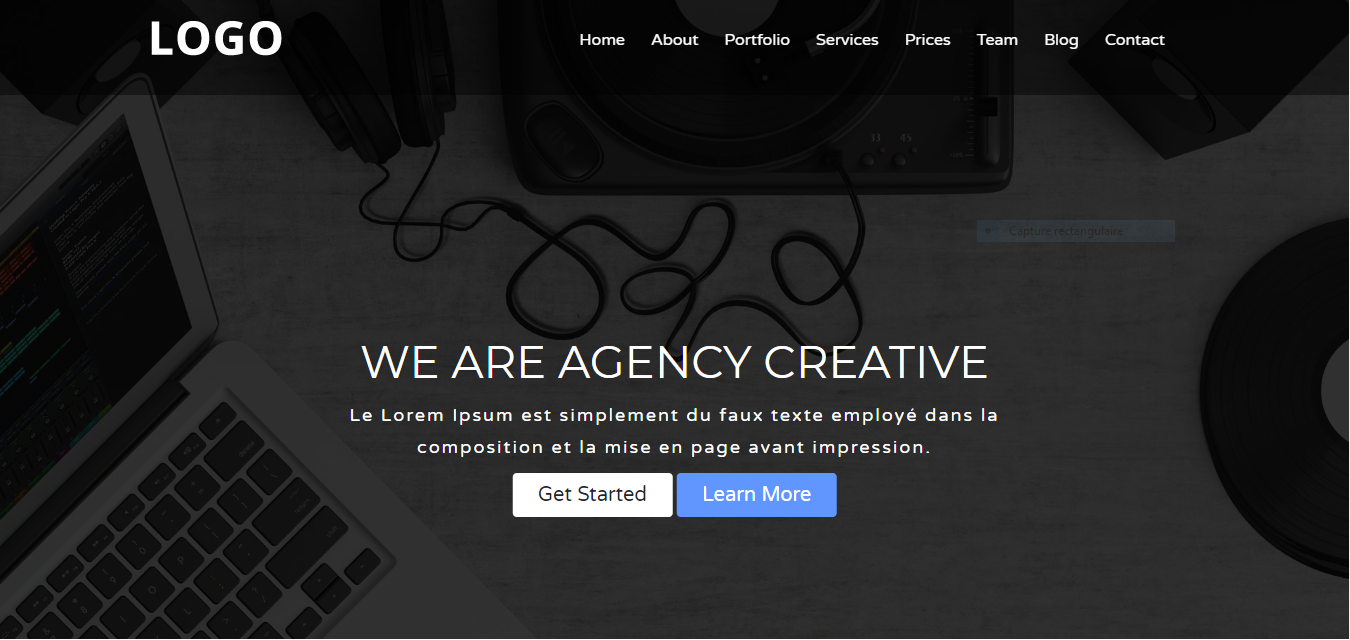 LOGO
Home About Portfolio Services Prices Team Blog Contact
33 45
Capture rectangulaire
WE ARE AGENCY CREATIVE
Le Lorem Ipsum est simplement du faux texte employé dans la
composition et la mise en page avant impression.
Get Started Learn More